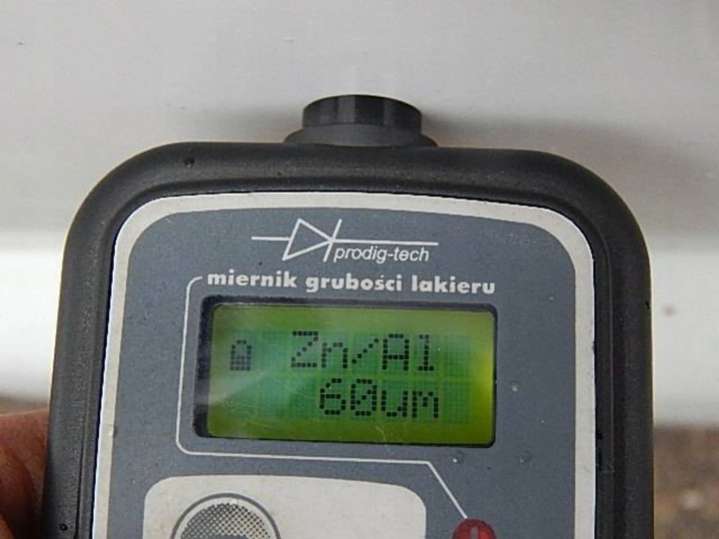 prodig-tech
miernik grubości lakieru
Zn/Al
60um